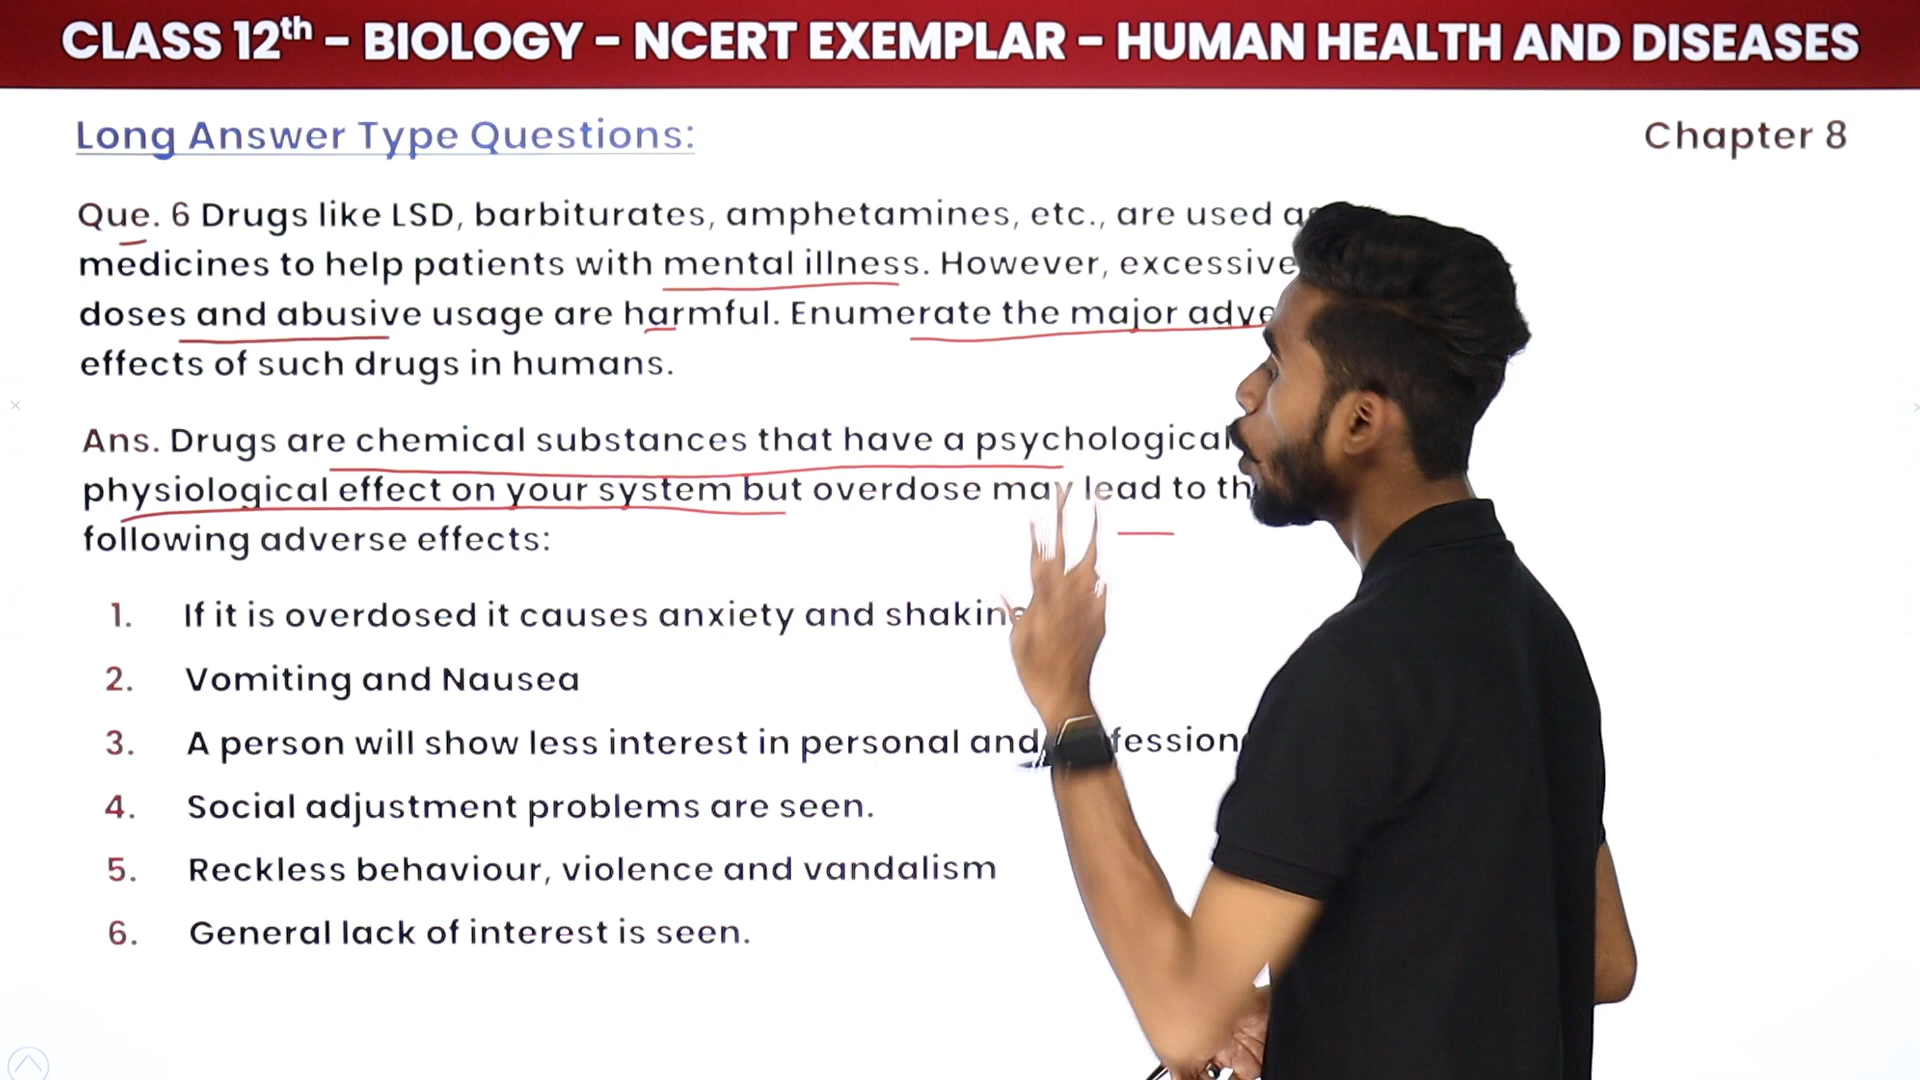 CLASS 12th – BIOLOGY – NCERT EXEMPLAR – HUMAN HEALTH AND DISEASES
Long Answer Type Questions:
Chapter 8
Que. 6 Drugs like LSD, barbiturates, amphetamines, etc., are used as
medicines to help patients with mental illness. However, excessive
doses and abusive usage are harmful. Enumerate the major
effects of such drugs in humans.
Ans. Drugs are chemical substances that have a psychological
physiological effect on your system but overdose may lead to
following adverse effects:
1. If it is overdosed it causes anxiety and
2. Vomiting and Nausea
3. A person will show less interest in personal and
4. Social adjustment problems are seen.
5. Reckless behaviour, violence and vandalism
6. General lack of interest is seen.